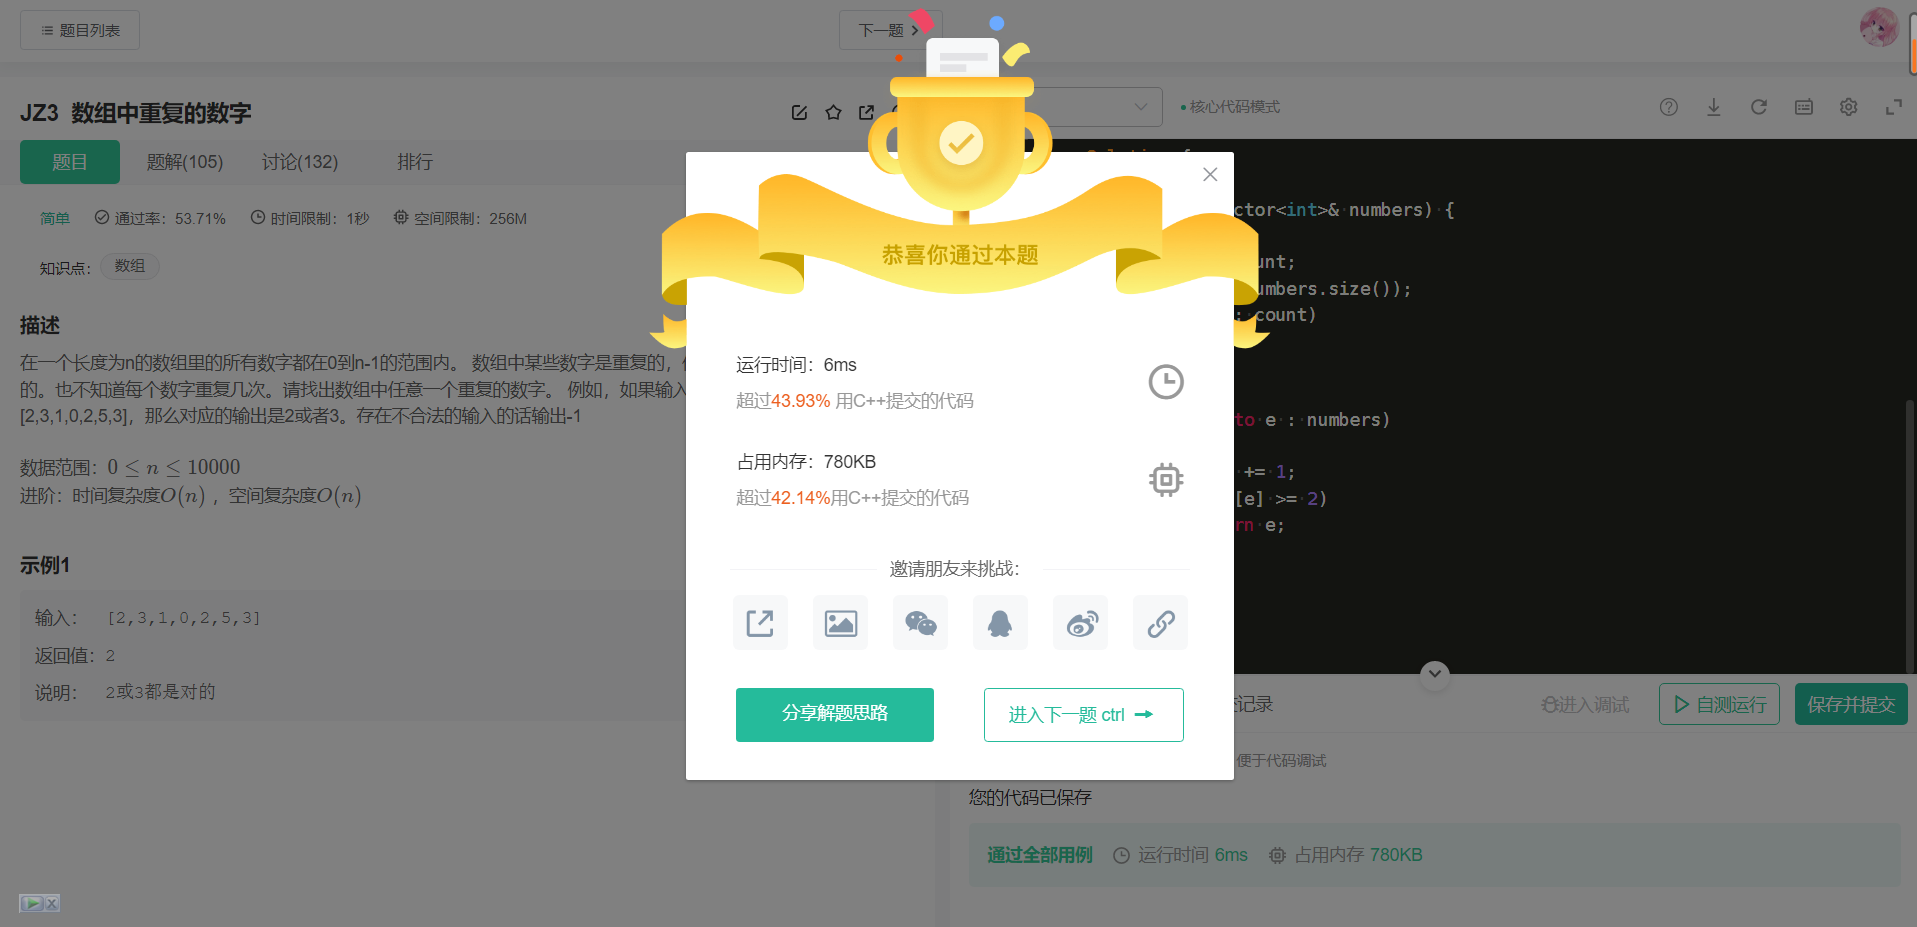 题目列表
下一题
JZ3 数组中重复的数字
核心代码模式
题目 题解(105) 讨论(132) 排行
简单 通过率：53.71% 时间限制：1秒 空间限制：256M
知识点： 数组
描述
在一个长度为n的数组里的所有数字都在0到n-1的范围内。 数组中某些数字是重复的，
的。也不知道每个数字重复几次。请找出数组中任意一个重复的数字。 例如，如果输入
[2,3,1,0,2,5,3]，那么对应的输出是2或者3。存在不合法的输入的话输出-1
数据范围：0 ≤ n ≤ 10000
进阶：时间复杂度O(n) ，空间复杂度O(n)
示例1
输入： [2,3,1,0,2,5,3]
返回值： 2
说明： 2或3都是对的
恭喜你通过本题
运行时间：6ms
超过43.93% 用C++提交的代码
占用内存：780KB
超过42.14%用C++提交的代码
邀请朋友来挑战：
分享解题思路
进入下一题 ctrl
ctor<int>& numbers) {
unt;
umbers.size());
: count)
to e : numbers)
+= 1;
[e] >= 2)
rn e;
记录
进入调试
自测运行
保存并提交
便于代码调试
您的代码已保存
通过全部用例 运行时间 6ms 占用内存 780KB